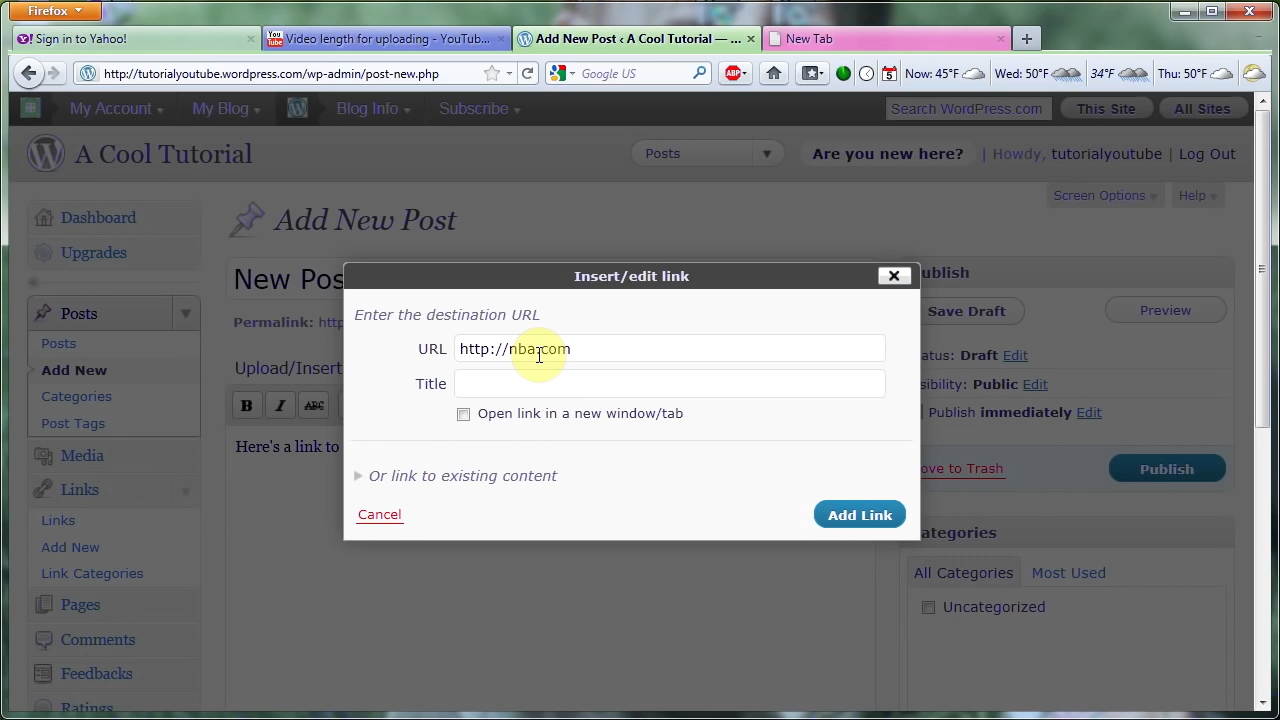 Firefox
Sign in to Yahoo!
Video length for uploading - YouTub...
Add New Post ‹ A Cool Tutorial — ...
New Tab
http://tutorialyoutube.wordpress.com/wp-admin/post-new.php
Google US
ABP
5
Now: 45°F
Wed: 50°F
34°F
Thu: 50°F
My Account
My Blog
Blog Info
Subscribe
Search WordPress.com
This Site
All Sites
A Cool Tutorial
Posts
Are you new here?
| Howdy, tutorialyoutube | Log Out
Screen Options
Help
Dashboard
Upgrades
Add New Post
New Pos
Permalink: http
Upload/Insert
B I ABC
Here's a link to
Posts
Posts
Add New
Categories
Post Tags
Media
Links
Links
Add New
Link Categories
Pages
Comments
Feedbacks
Ratings
Insert/edit link
Enter the destination URL
URL http://nba.com
Title
Open link in a new window/tab
Or link to existing content
Cancel
Add Link
Publish
Save Draft
Preview
atus: Draft Edit
ibility: Public Edit
Publish immediately Edit
ove to Trash
Publish
ategories
All Categories
Most Used
Uncategorized